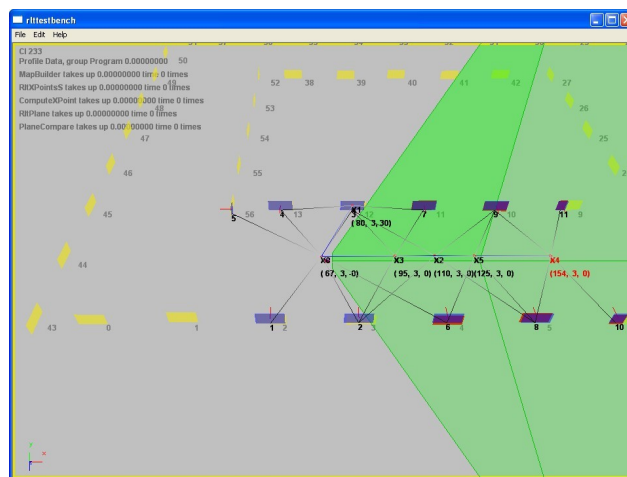 rlttestbench
File Edit Help
CI 233
Profile Data, group Program 0.00000000
MapBuilder takes up 0.00000000 time 0 times
RltXPointsS takes up 0.00000000 time 0 times
ComputeXPoint takes up 0.00000000 time 0 times
RltPlane takes up 0.00000000 time 0 times
PlaneCompare takes up 0.00000000 time 0 times
50
49 52 38 39 40 41 42 27
48 53 26
47 54 25
46 55
45 5 56 4 13 3 12 7 11 9 10 11 9
(80, 3, 30)
44 X3 X2 X5 X4
(67, 3, -0) (95, 3, 0) (110, 3, 0) (125, 3, 0) (154, 3, 0)
43 0 1 1 2 2 3 6 4 8 5 10
y
x